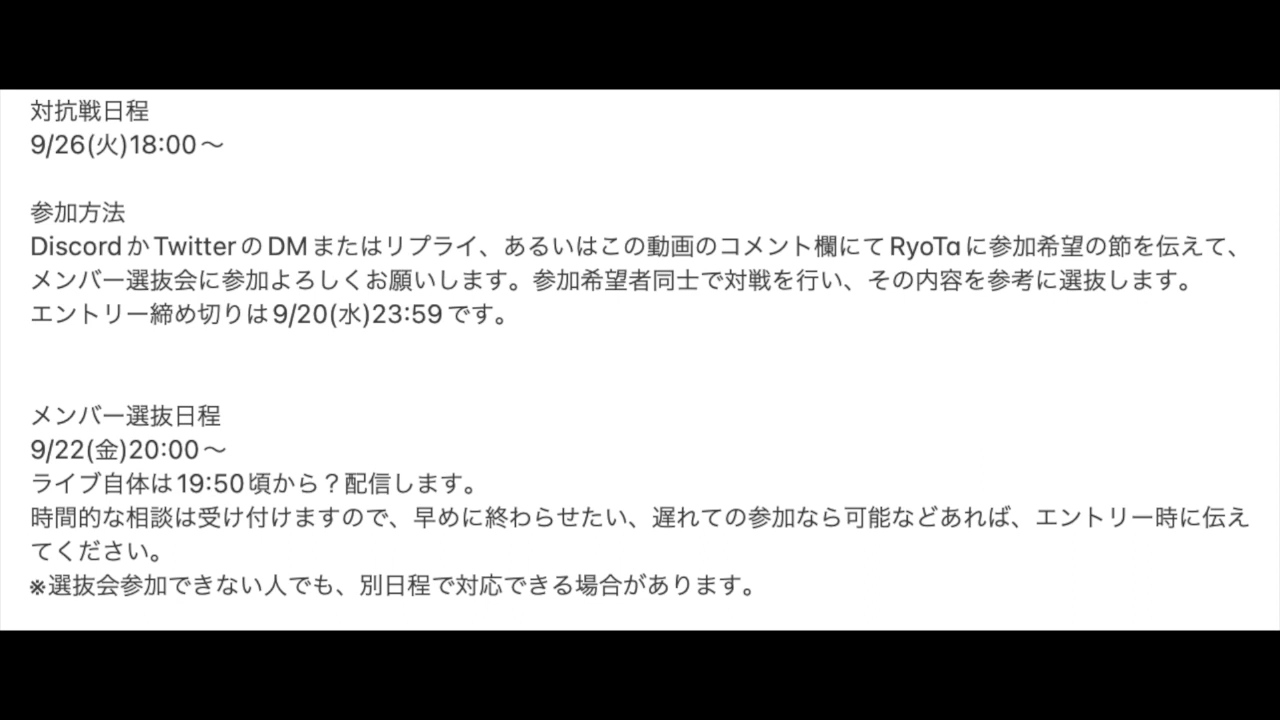 対抗戦日程
9/26(火)18:00～
参加方法
DiscordかTwitterのDMまたはリプライ、あるいはこの動画のコメント欄にてRyoTaに参加希望の節を伝えて、
メンバー選抜会に参加よろしくお願いします。参加希望者同士で対戦を行い、その内容を参考に選抜します。
エントリー締め切りは9/20(水)23:59です。
メンバー選抜日程
9/22(金)20:00～
ライブ自体は19:50頃から？配信します。
時間的な相談は受け付けますので、早めに終わらせたい、遅れての参加なら可能などあれば、エントリー時に伝え
てください。
※選抜会参加できない人でも、別日程で対応できる場合があります。